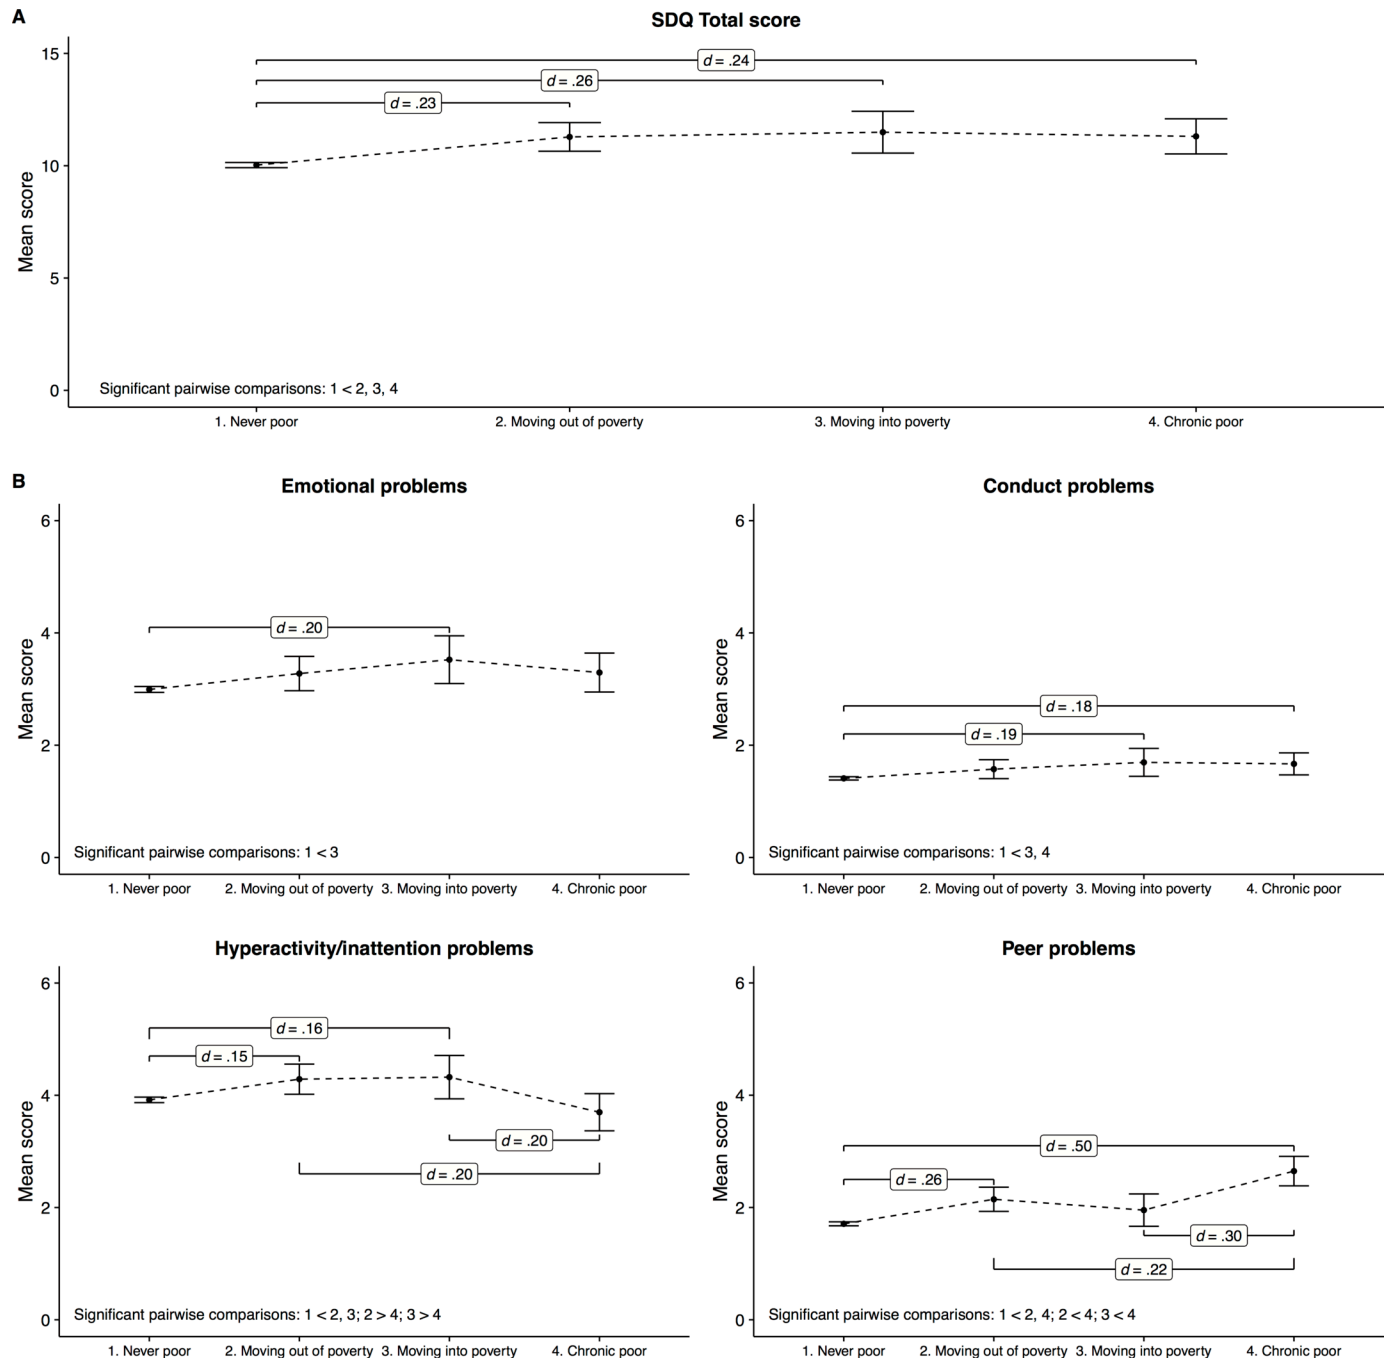 A
SDQ Total score
15
10
5
0
Mean score
d = .24
d = .26
d = .23
Significant pairwise comparisons: 1 < 2, 3, 4
1. Never poor
2. Moving out of poverty
3. Moving into poverty
4. Chronic poor
B
Emotional problems
6
4
2
0
Mean score
d = .20
Significant pairwise comparisons: 1 < 3
1. Never poor
2. Moving out of poverty
3. Moving into poverty
4. Chronic poor
Conduct problems
6
4
2
0
Mean score
d = .18
d = .19
Significant pairwise comparisons: 1 < 3, 4
1. Never poor
2. Moving out of poverty
3. Moving into poverty
4. Chronic poor
Hyperactivity/inattention problems
6
4
2
0
Mean score
d = .16
d = .15
d = .20
d = .20
Significant pairwise comparisons: 1 < 2, 3; 2 > 4; 3 > 4
1. Never poor
2. Moving out of poverty
3. Moving into poverty
4. Chronic poor
Peer problems
6
4
2
0
Mean score
d = .50
d = .26
d = .30
d = .22
Significant pairwise comparisons: 1 < 2, 4; 2 < 4; 3 < 4
1. Never poor
2. Moving out of poverty
3. Moving into poverty
4. Chronic poor